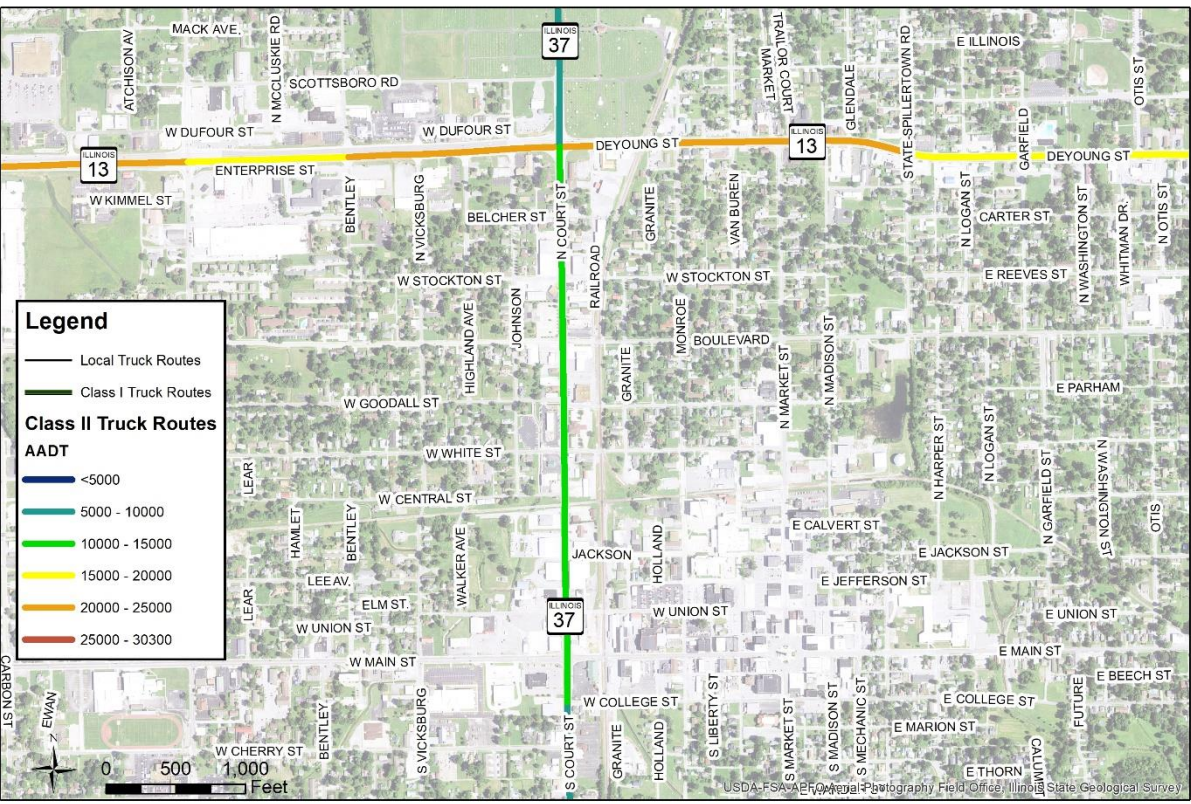 MACK AVE.
ATCHISON AV
N MCCLUSKIE RD
SCOTTSBORO RD
ILLINOIS
37
TRAILOR COURT
MARKET
GLENDALE
STATE-SPILLERTOWN RD
E ILLINOIS
OTIS ST
W DUFOUR ST
W DUFOUR ST
ILLINOIS
13
ENTERPRISE ST
DEYOUNG ST
ILLINOIS
13
GARFIELD
DEYOUNG ST
W KIMMEL ST
BENTLEY
N VICKSBURG
BELCHER ST
N COURT ST
GRANITE
VAN BUREN
N LOGAN ST
CARTER ST
N WASHINGTON ST
WHITMAN DR.
N OTIS ST
W STOCKTON ST
RAILROAD
W STOCKTON ST
E REEVES ST
HIGHLAND AVE
JOHNSON
MONROE
BOULEVARD
N MADISON ST
GRANITE
N MARKET ST
E PARHAM
W GOODALL ST
N HARPER ST
N LOGAN ST
W WHITE ST
LEAR
N GARFIELD ST
N WASHINGTON ST
W CENTRAL ST
HAMLET
BENTLEY
WALKER AVE
JACKSON
HOLLAND
E CALVERT ST
OTIS
E JACKSON ST
LEE AV.
E JEFFERSON ST
LEAR
ELM ST.
ILLINOIS
37
W UNION ST
E UNION ST
W UNION ST
W MAIN ST
E MAIN ST
CARBON ST
EWAN
BENTLEY
N VICKSBURG
W COLLEGE ST
S LIBERTY ST
S MARKET ST
S MADISON ST
S MECHANIC ST
E COLLEGE ST
FUTURE
E BEECH ST
E MARION ST
W CHERRY ST
S VICKSBURG
S COURT ST
GRANITE
HOLLAND
E THORN
Legend
Local Truck Routes
Class I Truck Routes
Class II Truck Routes
AADT
<5000
5000 - 10000
10000 - 15000
15000 - 20000
20000 - 25000
25000 - 30300
N
0 500 1,000
Feet
USDA-FSA-APFO Aerial Photography Field Office, Illinois State Geological Survey